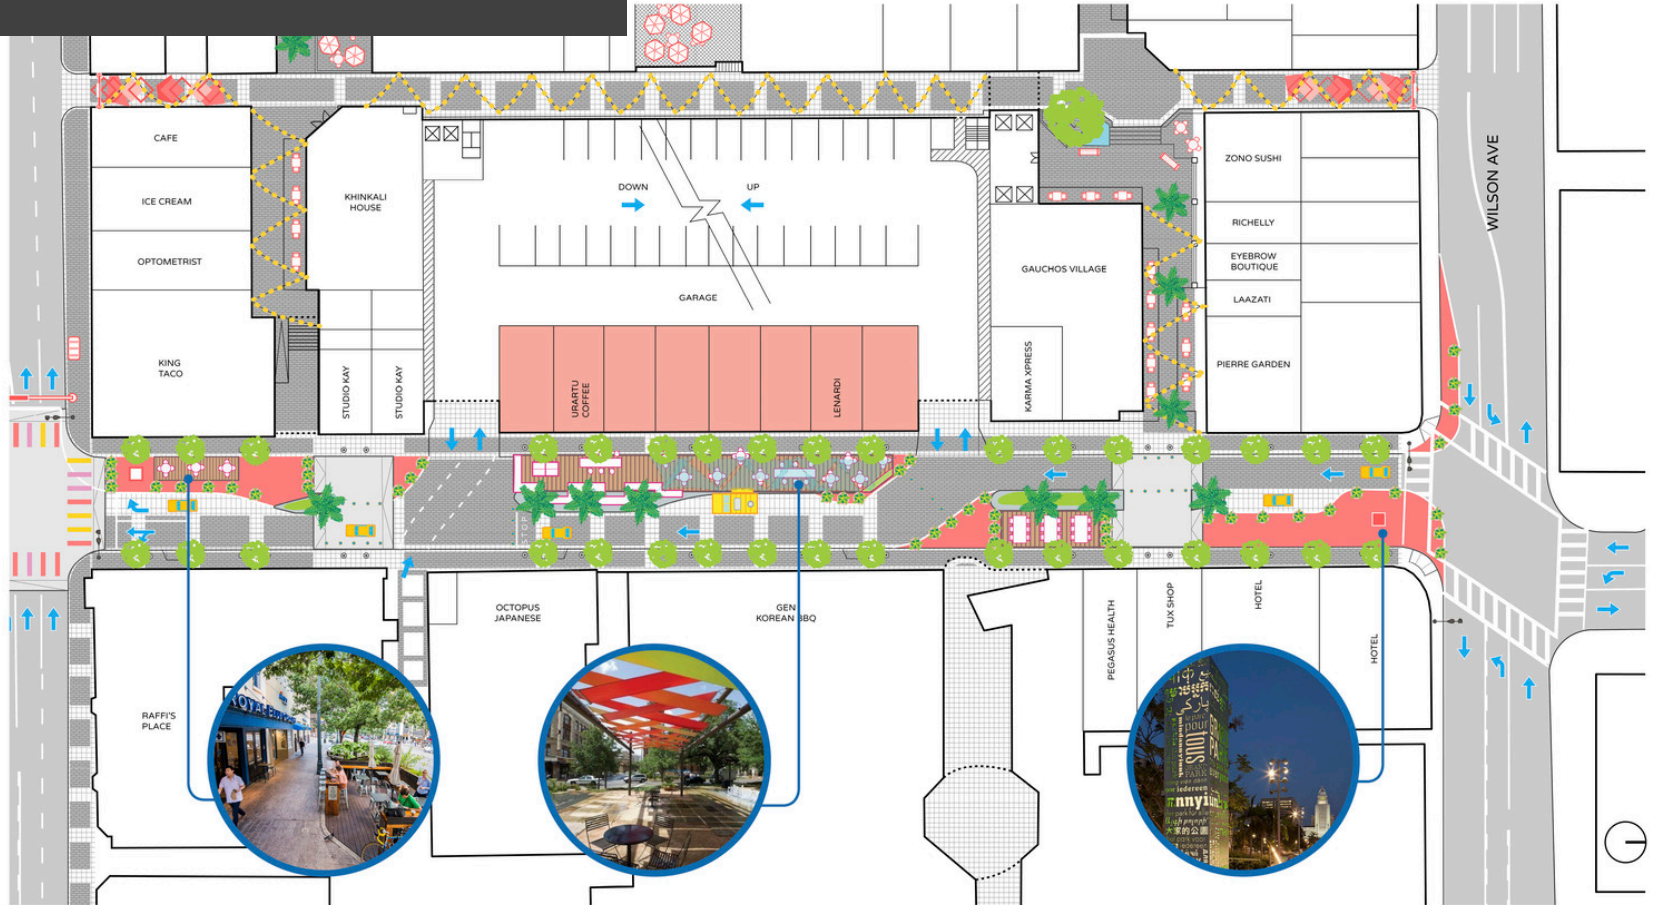 CAFE
ICE CREAM
OPTOMETRIST
KING
TACO
KHINKALI
HOUSE
STUDIO KAY
STUDIO KAY
DOWN
UP
GARAGE
URARTU
COFFEE
LENARDI
GAUCHOS VILLAGE
KARMA XPRESS
ZONO SUSHI
RICHELLY
EYEBROW
BOUTIQUE
LAAZATI
PIERRE GARDEN
WILSON AVE
STOP
RAFFI'S
PLACE
OCTOPUS
JAPANESE
GEN
KOREAN BBQ
PEGASUS HEALTH
TUX SHOP
HOTEL
HOTEL
pour
tous